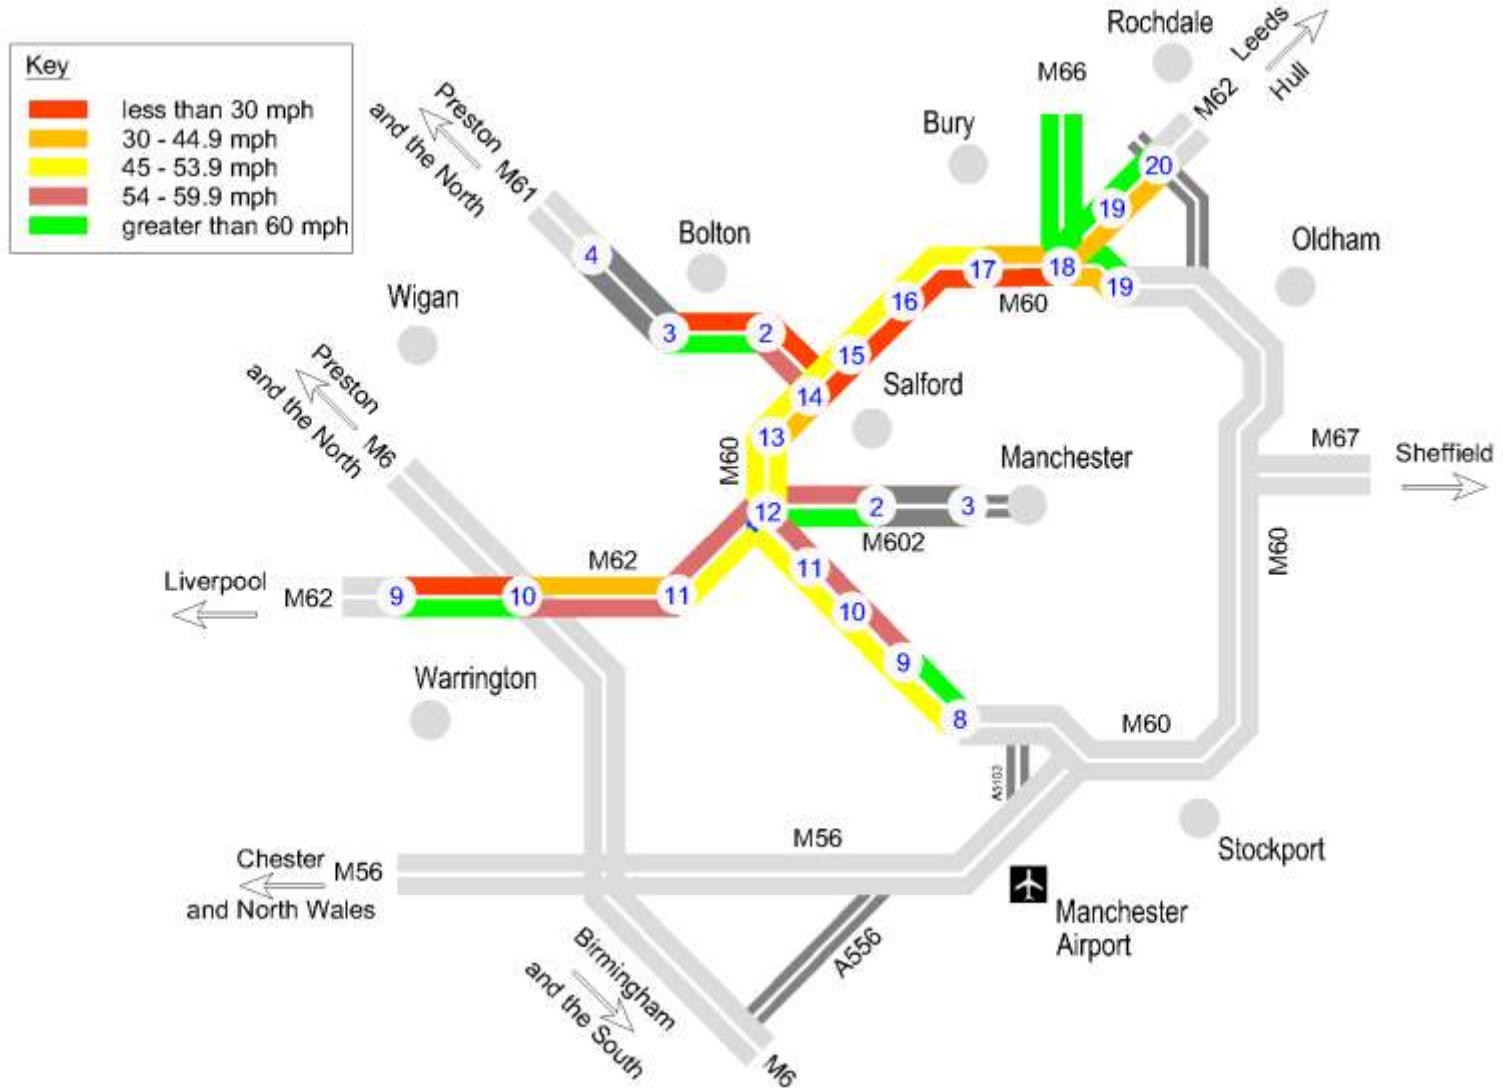 Key
less than 30 mph
30 - 44.9 mph
45 - 53.9 mph
54 - 59.9 mph
greater than 60 mph
Rochdale
Leeds
Hull
M62
M66
Bury
Preston
and the North
M61
Bolton
Oldham
Wigan
20
19
18
19
17
M60
16
15
14
13
4
3
2
Salford
Preston
and the North
M6
M60
Manchester
M67
Sheffield
12
2
3
M602
M62
Liverpool
M62
9
10
11
11
10
9
8
M60
Warrington
M60
A5103
M56
Stockport
Chester
M56
and North Wales
Manchester
Airport
A556
Birmingham
and the South
M6